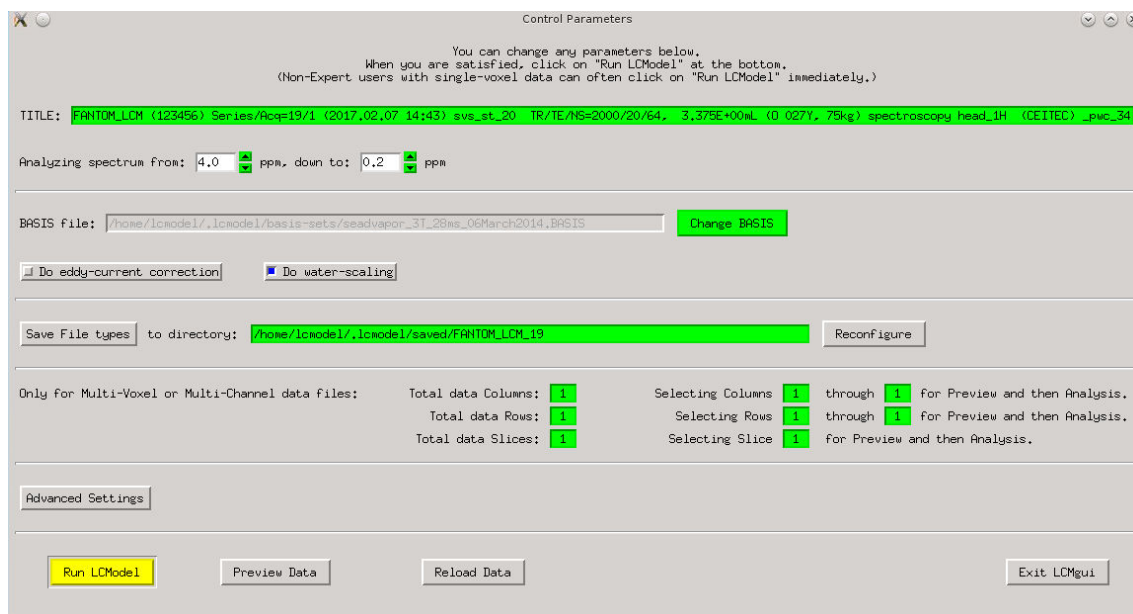 Control Parameters
You can change any parameters below.
When you are satisfied, click on "Run LCModel" at the bottom.
(Non-Expert users with single-voxel data can often click on "Run LCModel" immediately.)
TITLE: FANTOM_LCM (123456) Series/Acq=19/1 (2017.02.07 14:43) svs_st_20 TR/TE/NS=2000/20/64, 3.375E+00mL (O 027Y, 75kg) spectroscopy head_1H (CEITEC) _pwc_34
Analyzing spectrum from: 4.0 ppm, down to: 0.2 ppm
BASIS file: /home/lcmodel/.lcmodel/basis-sets/seadvapor_3T_28ms_06March2014.BASIS Change BASIS
Do eddy-current correction Do water-scaling
Save File types to directory: /home/lcmodel/.lcmodel/saved/FANTOM_LCM_19 Reconfigure
Only for Multi-Voxel or Multi-Channel data files: Total data Columns: 1 Selecting Columns 1 through 1 for Preview and then Analysis.
Total data Rows: 1 Selecting Rows 1 through 1 for Preview and then Analysis.
Total data Slices: 1 Selecting Slice 1 for Preview and then Analysis.
Advanced Settings
Run LCModel Preview Data Reload Data Exit LCMgui